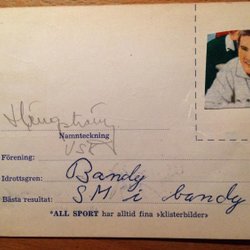 Namnteckning
Förening: VSK
Idrottsgren: Bandy
Bästa resultat: SM i bandy
*ALL SPORT har alltid fina »klisterbilder»